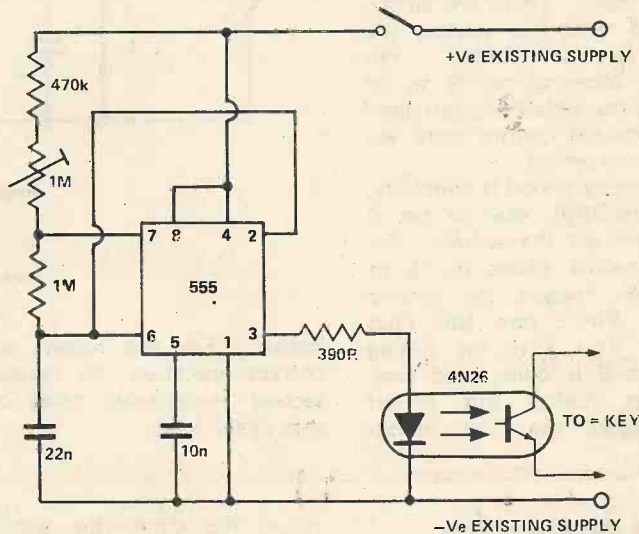 +Ve EXISTING SUPPLY
470k
1M
7 8 4 2
1M
555
6 5 1 3
390R
4N26
TO = KEY
22n
10n
-Ve EXISTING SUPPLY